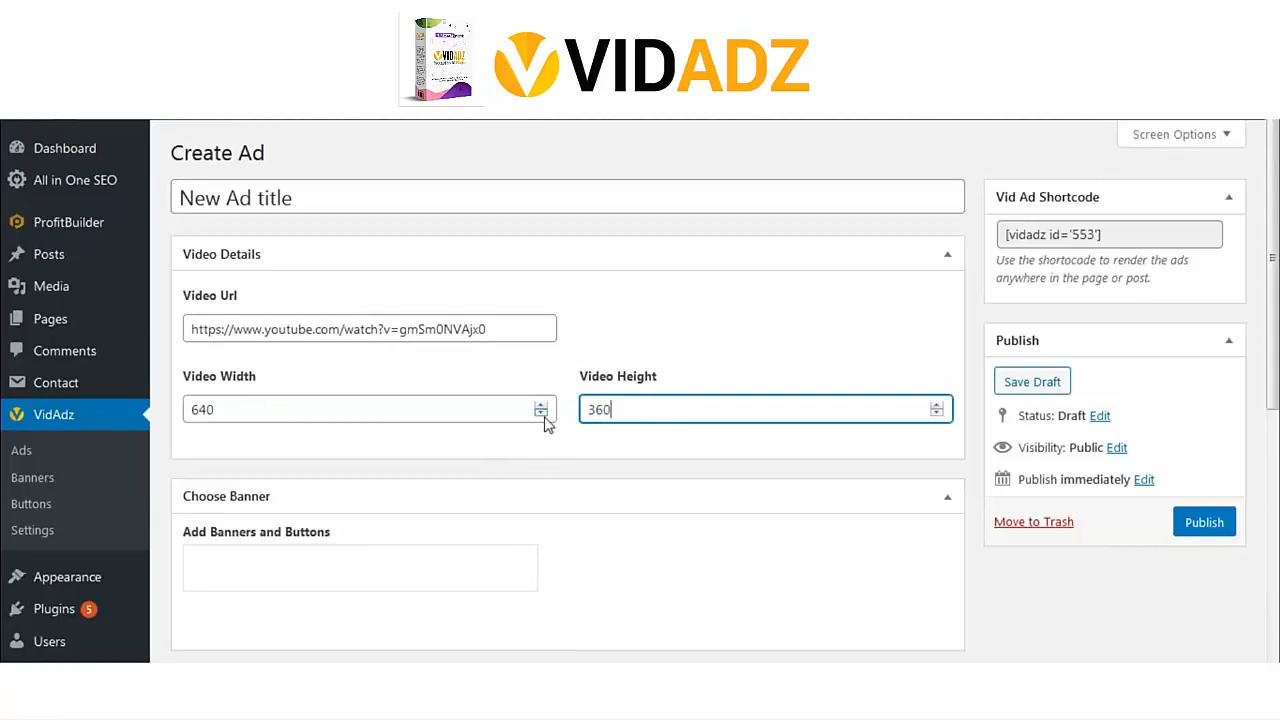 VIDADZ
VIDADZ
Dashboard
All in One SEO
ProfitBuilder
Posts
Media
Pages
Comments
Contact
VidAdz
Ads
Banners
Buttons
Settings
Appearance
Plugins 5
Users
Screen Options
Create Ad
New Ad title
Video Details
Video Url
https://www.youtube.com/watch?v=gmSm0NVAjx0
Video Width
Video Height
640
360
Choose Banner
Add Banners and Buttons
Vid Ad Shortcode
[vidadz id='553']
Use the shortocode to render the ads
anywhere in the page or post.
Publish
Save Draft
Status: Draft Edit
Visibility: Public Edit
Publish immediately Edit
Move to Trash
Publish